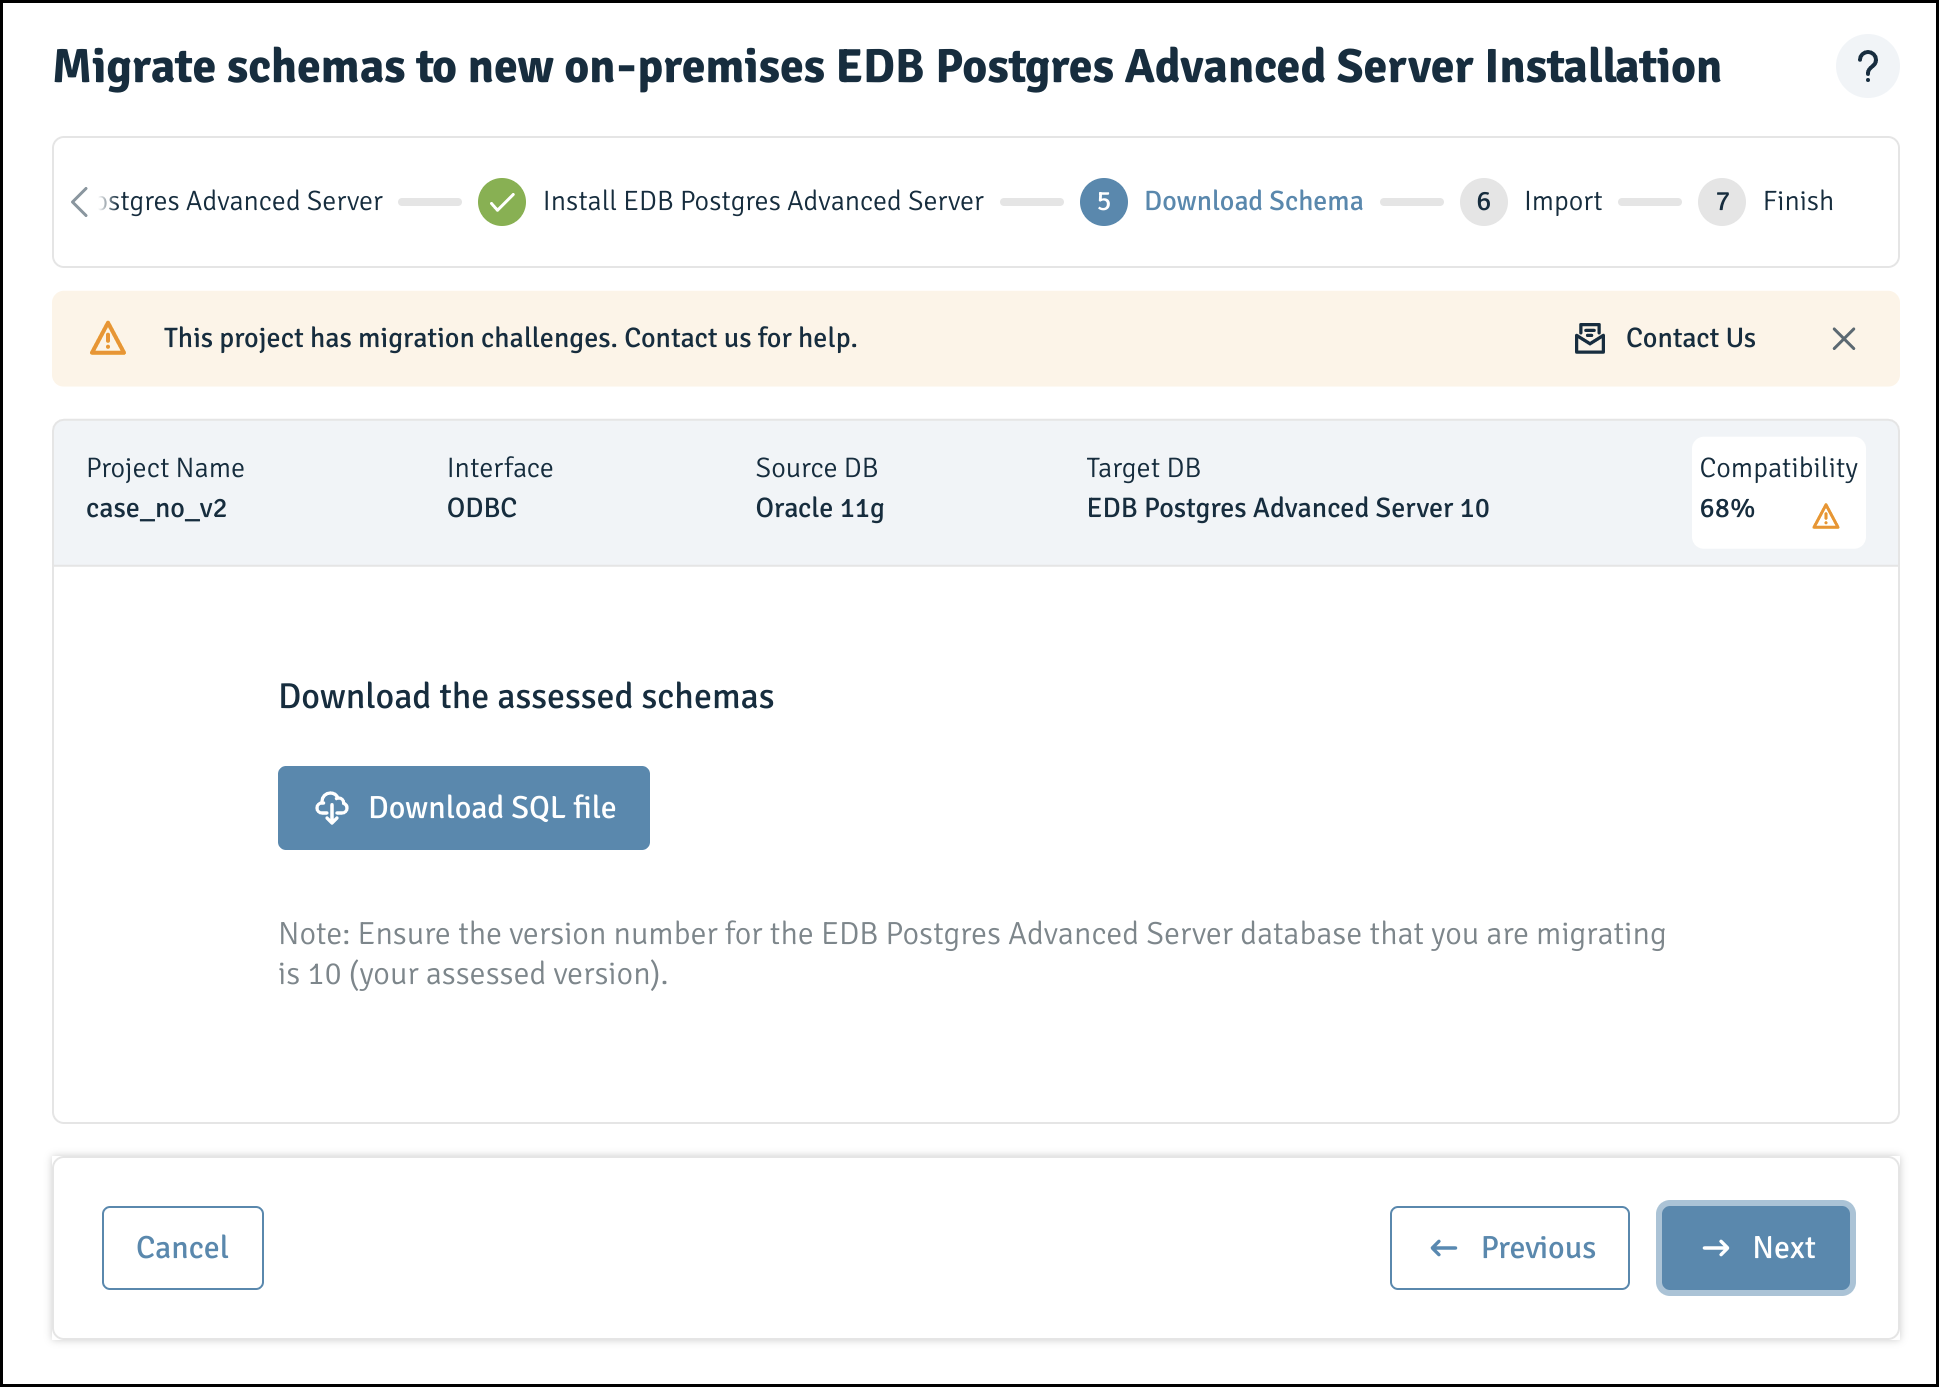 Migrate schemas to new on-premises EDB Postgres Advanced Server Installation
?
ostgres Advanced Server Install EDB Postgres Advanced Server 5 Download Schema 6 Import 7 Finish
This project has migration challenges. Contact us for help. Contact Us
Project Name Interface Source DB Target DB Compatibility
case_no_v2 ODBC Oracle 11g EDB Postgres Advanced Server 10 68%
Download the assessed schemas
Download SQL file
Note: Ensure the version number for the EDB Postgres Advanced Server database that you are migrating
is 10 (your assessed version).
Cancel Previous Next